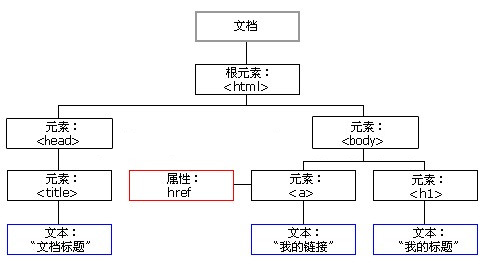 文档
根元素：
<html>
元素：
<head>
元素：
<body>
元素：
<title>
属性：
href
元素：
<a>
元素：
<h1>
文本：
“文档标题”
文本：
“我的链接”
文本：
“我的标题”